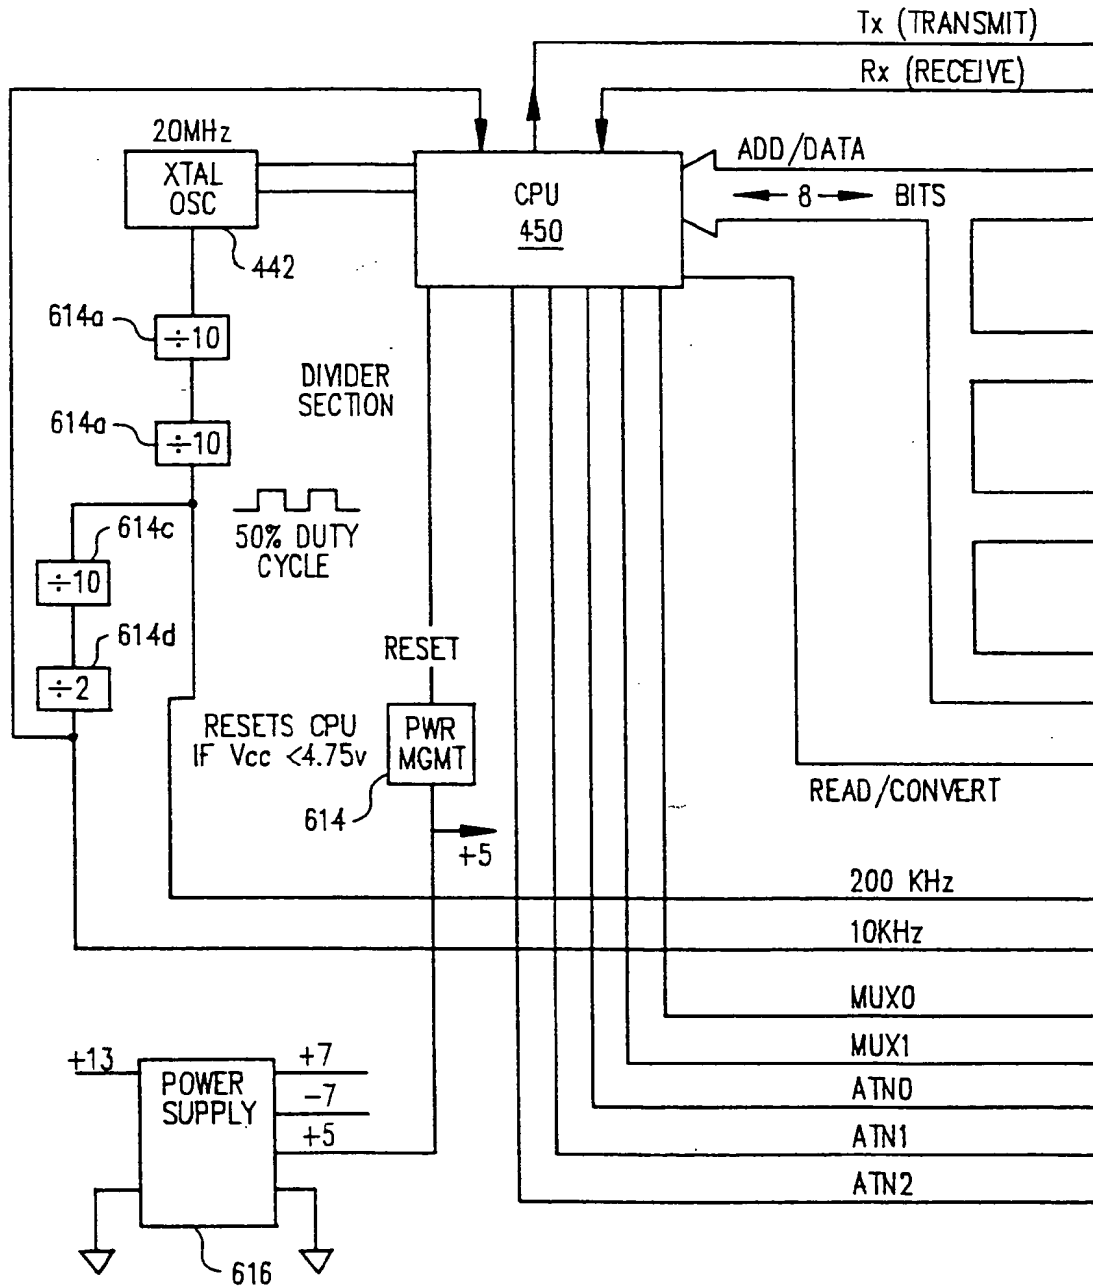 Tx (TRANSMIT)
Rx (RECEIVE)
20MHz
XTAL
OSC
442
CPU
450
ADD/DATA
8 BITS
614a
÷10
614a
÷10
DIVIDER
SECTION
50% DUTY
CYCLE
614c
÷10
614d
÷2
RESET
RESETS CPU
IF Vcc <4.75v
PWR
MGMT
614
+5
READ/CONVERT
200 KHz
10KHz
MUX0
MUX1
ATN0
ATN1
ATN2
+13
POWER
SUPPLY
+7
-7
+5
616